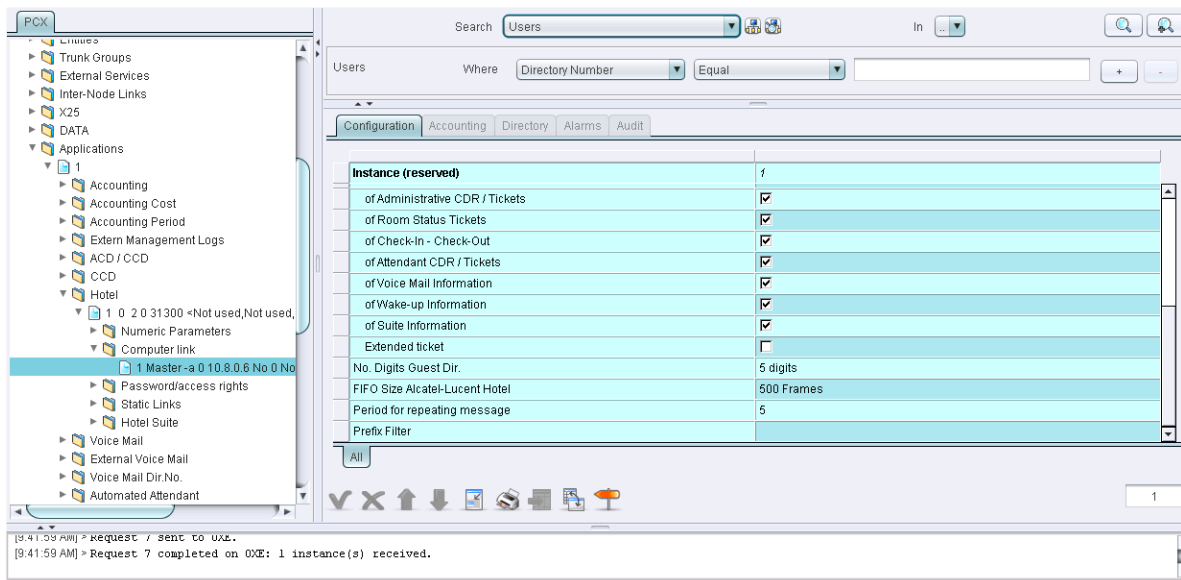 PCX
Search Users In ...
Users Where Directory Number Equal + -
Entities
Trunk Groups
External Services
Inter-Node Links
X25
DATA
Applications
1
Accounting
Accounting Cost
Accounting Period
Extern Management Logs
ACD / CCD
CCD
Hotel
1 0 2 0 31300 <Not used,Not used,
Numeric Parameters
Computer link
1 Master -a 0 10.8.0.6 No 0 No
Password/access rights
Static Links
Hotel Suite
Voice Mail
External Voice Mail
Voice Mail Dir.No.
Automated Attendant
Configuration Accounting Directory Alarms Audit
Instance (reserved) 1
of Administrative CDR / Tickets
of Room Status Tickets
of Check-In - Check-Out
of Attendant CDR / Tickets
of Voice Mail Information
of Wake-up Information
of Suite Information
Extended ticket
No. Digits Guest Dir. 5 digits
FIFO Size Alcatel-Lucent Hotel 500 Frames
Period for repeating message 5
Prefix Filter
All
1
[9:41:59 AM] > Request 7 sent to OXE.
[9:41:59 AM] > Request 7 completed on OXE: 1 instance(s) received.